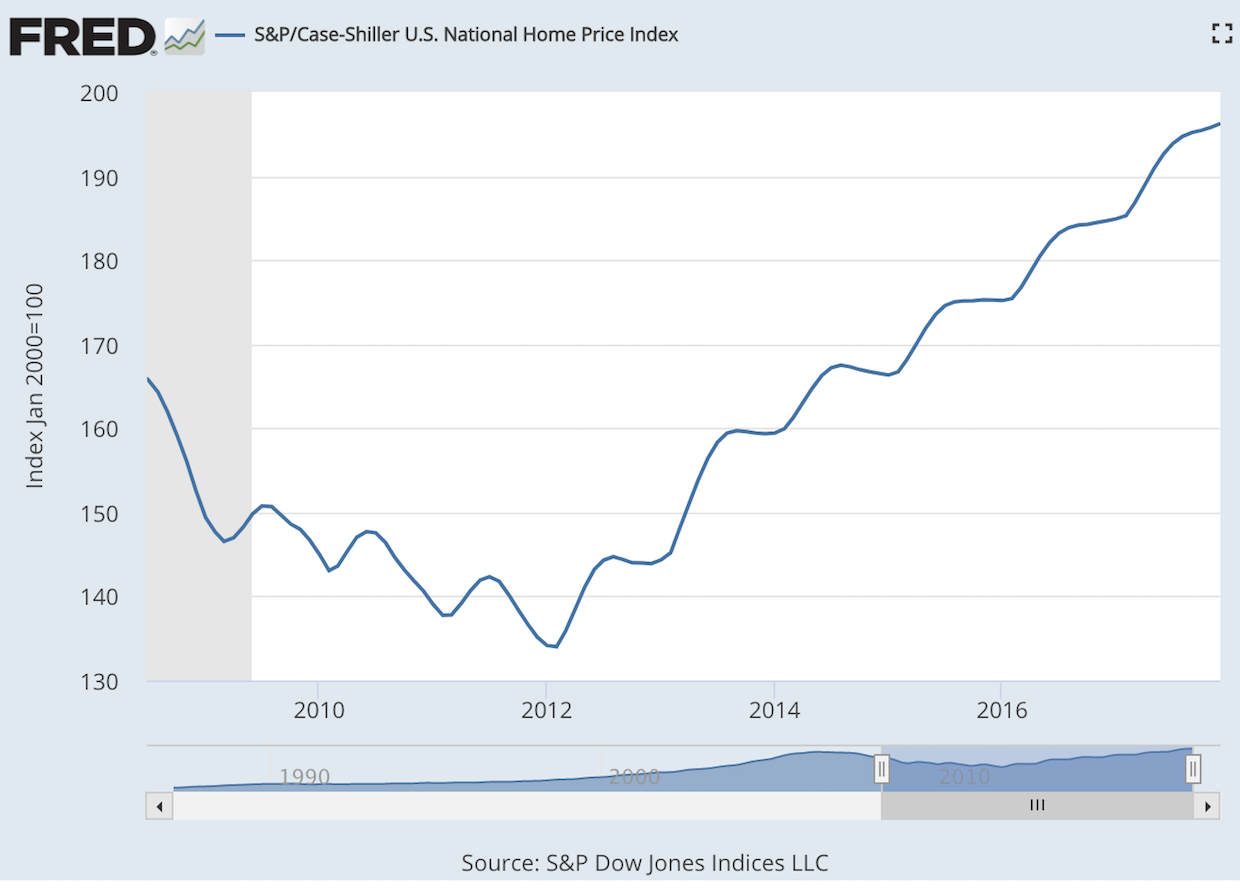 FRED® S&P/Case-Shiller U.S. National Home Price Index
Index Jan 2000=100
200
190
180
170
160
150
140
130
2010 2012 2014 2016
1990 2000 2010
Source: S&P Dow Jones Indices LLC